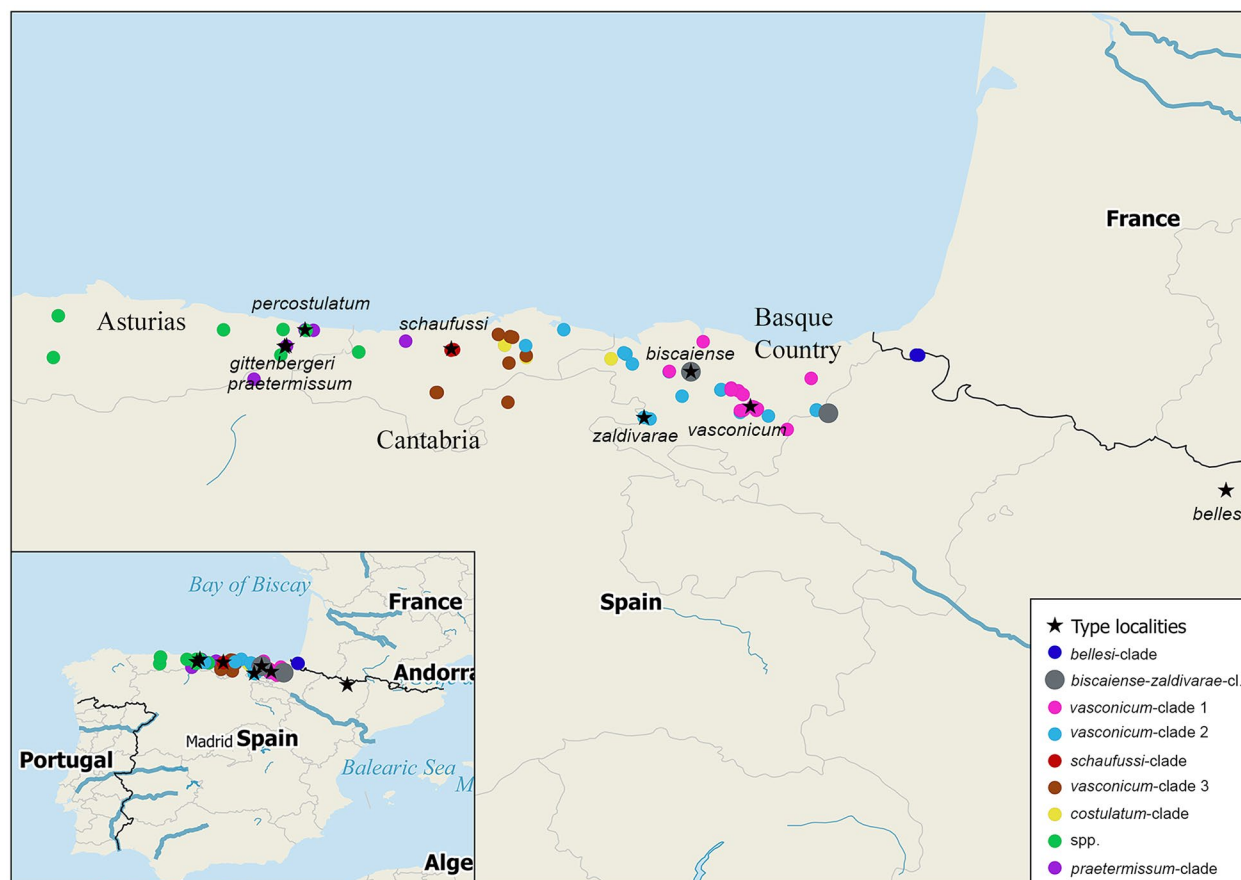 France
percostulatum
Asturias
schaufussi
Basque
Country
gittenbergeri
praetermissum
biscaiense
Cantabria
zaldivarae
vasconicum
belles
Spain
Bay of Biscay
France
Andorra
Madrid Spain
Portugal
Balearic Sea
M
Alge
Type localities
bellesi-clade
biscaiense-zaldivarae-cl.
vasconicum-clade 1
vasconicum-clade 2
schaufussi-clade
vasconicum-clade 3
costulatum-clade
spp.
praetermissum-clade